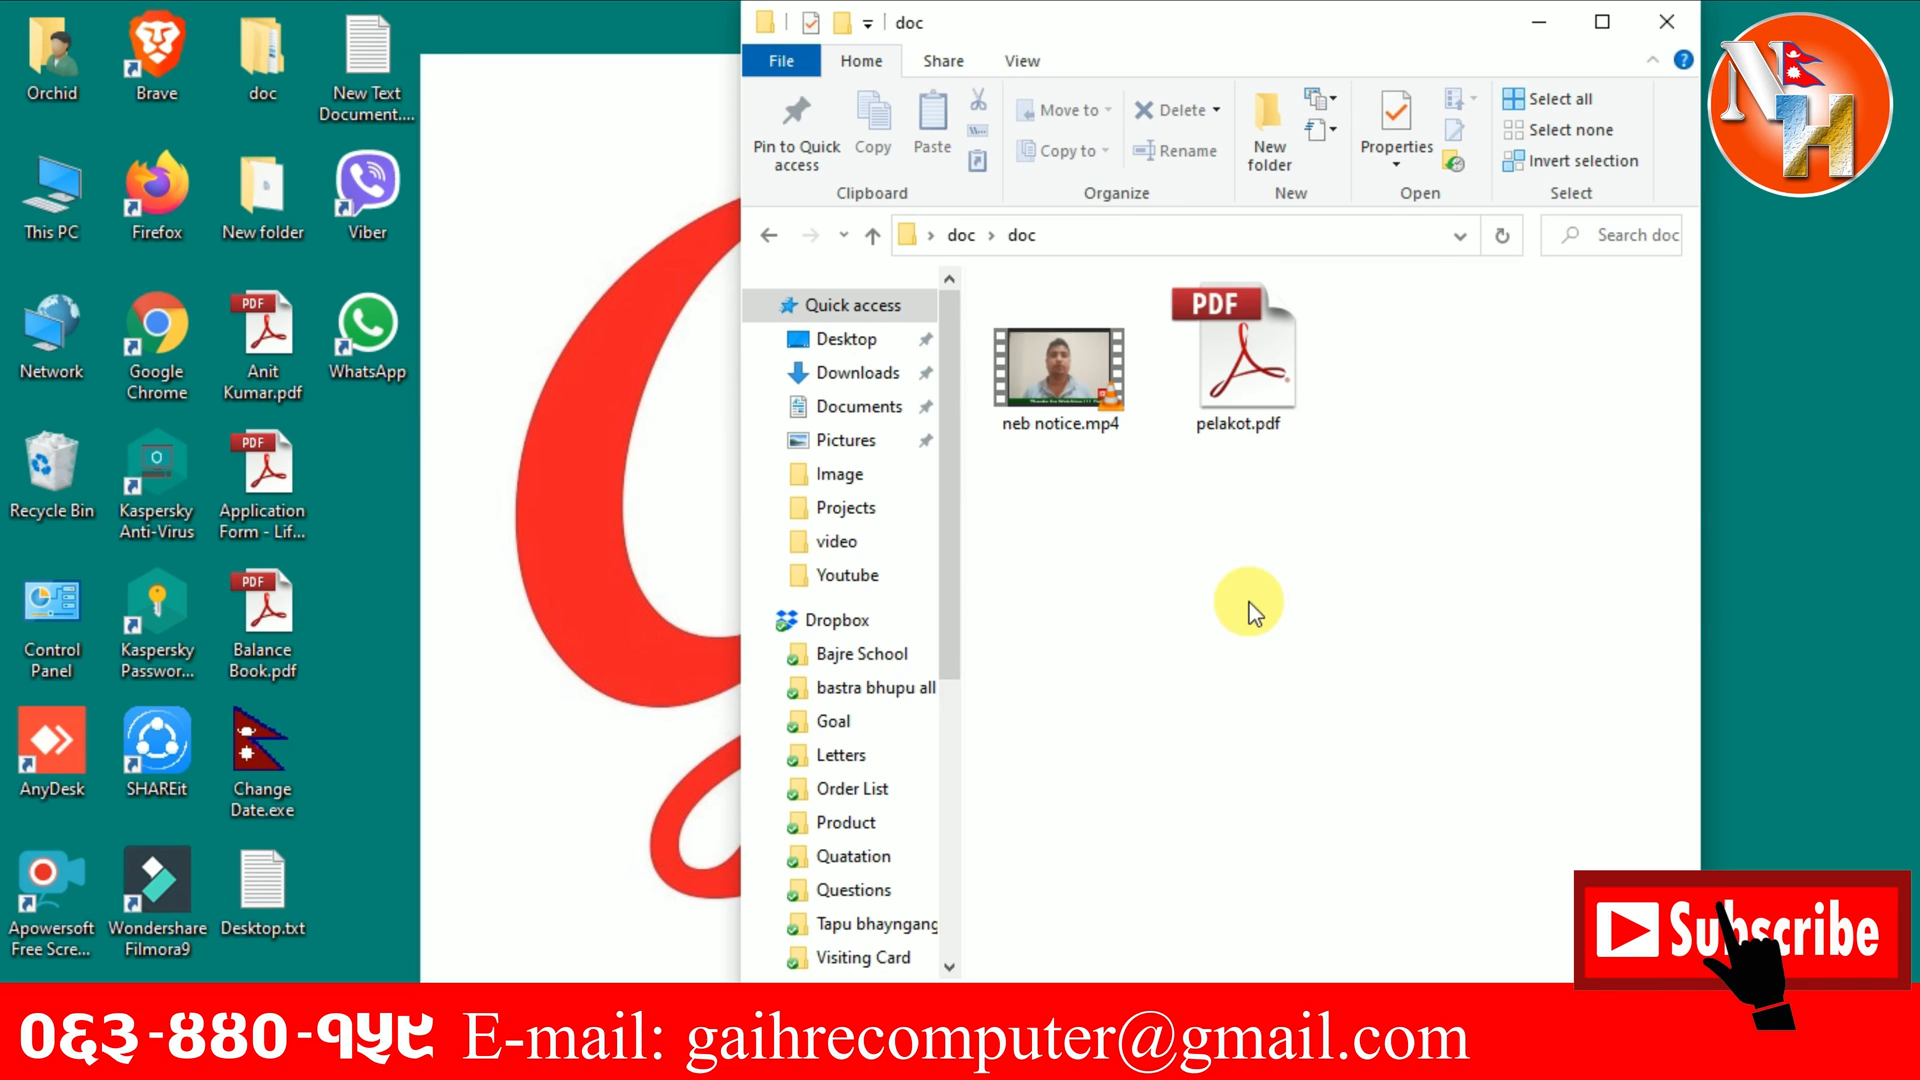 Orchid
Brave
doc
New Text
Document....
This PC
Firefox
New folder
Viber
Network
Google
Chrome
PDF
Anit
Kumar.pdf
WhatsApp
Recycle Bin
Kaspersky
Anti-Virus
PDF
Application
Form - Lif...
Control
Panel
Kaspersky
Passwor...
PDF
Balance
Book.pdf
AnyDesk
SHAREit
Change
Date.exe
Apowersoft
Free Scre...
Wondershare
Filmora9
Desktop.txt
doc
File
Home
Share
View
Pin to Quick
access
Copy
Paste
Clipboard
Move to
Copy to
Delete
Rename
Organize
New
folder
New
Properties
Open
Select all
Select none
Invert selection
Select
doc
doc
Search doc
Quick access
Desktop
Downloads
Documents
Pictures
Image
Projects
video
Youtube
Dropbox
Bajre School
bastra bhupu all
Goal
Letters
Order List
Product
Quatation
Questions
Tapu bhayngang
Visiting Card
neb notice.mp4
PDF
pelakot.pdf
NH
Subscribe
०६३-४४०-१५९ E-mail: gaihrecomputer@gmail.com